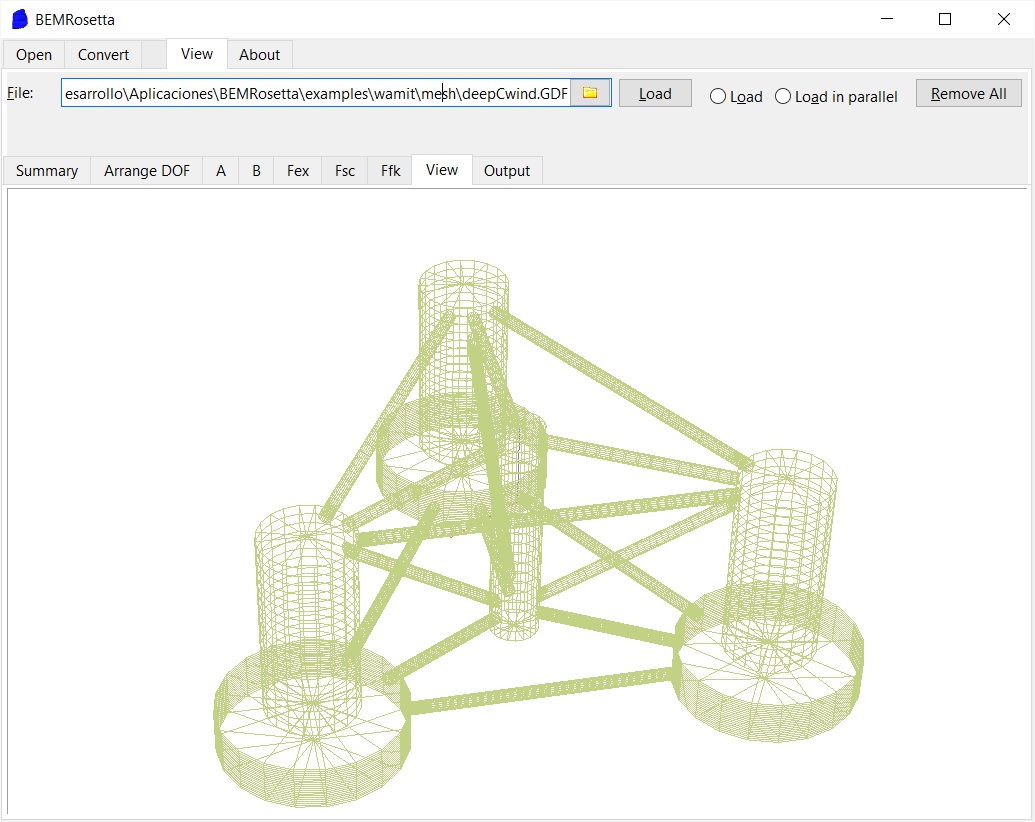 BEMRosetta
Open Convert View About
File: esarrollo\Aplicaciones\BEMRosetta\examples\wamit\mesh\deepCwind.GDF Load Load Load in parallel Remove All
Summary Arrange DOF A B Fex Fsc Ffk View Output